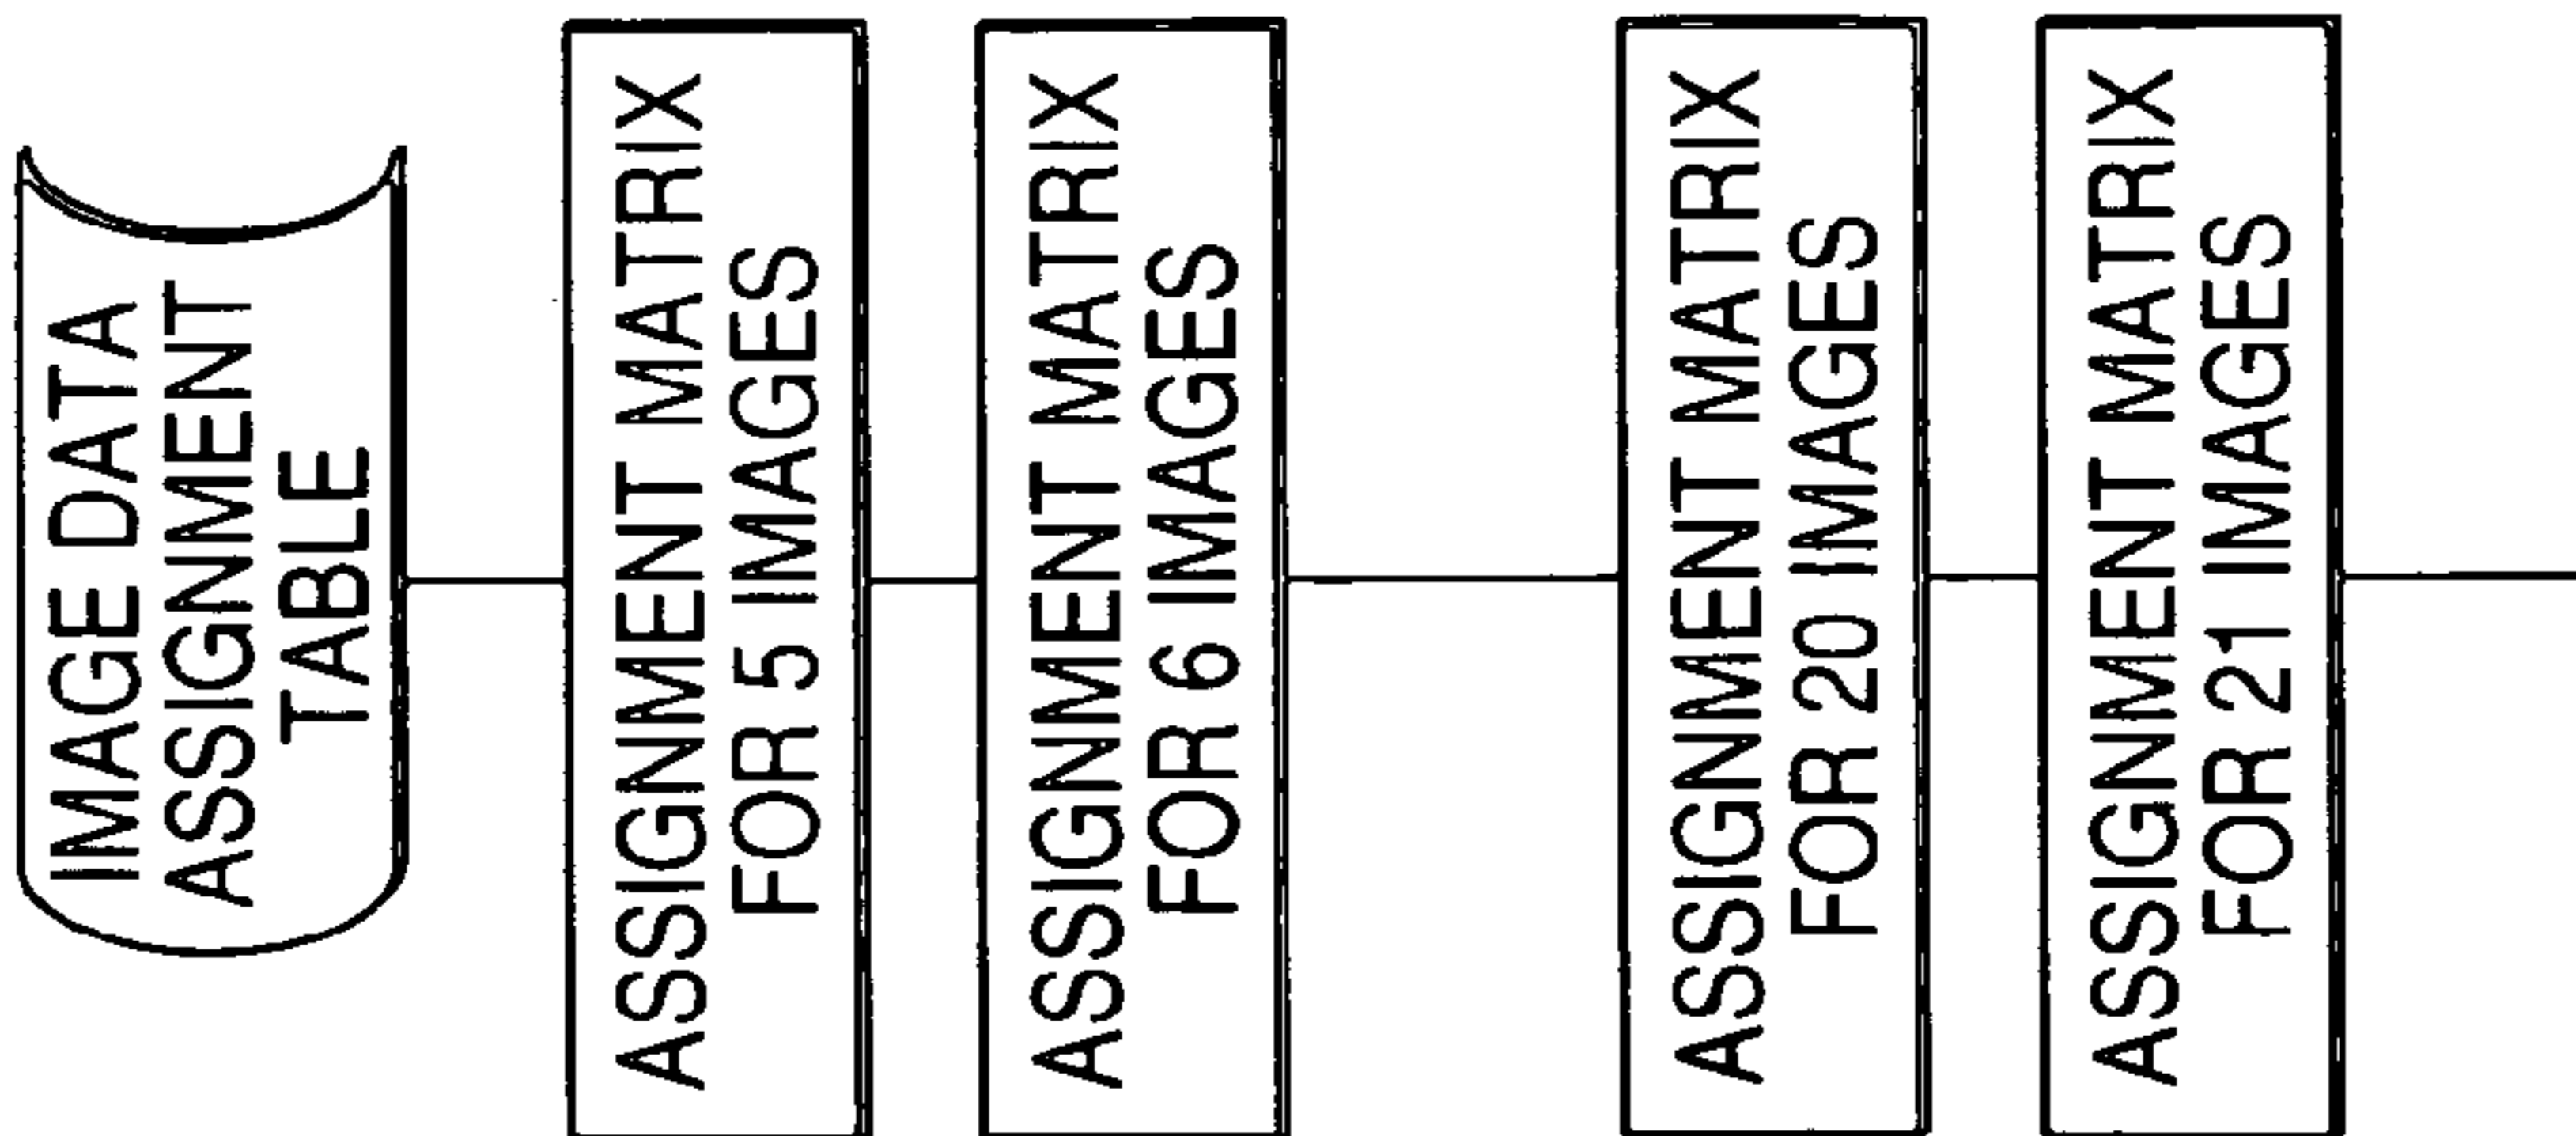 IMAGE DATA
ASSIGNMENT
TABLE
ASSIGNMENT MATRIX
FOR 5 IMAGES
ASSIGNMENT MATRIX
FOR 6 IMAGES
ASSIGNMENT MATRIX
FOR 20 IMAGES
ASSIGNMENT MATRIX
FOR 21 IMAGES